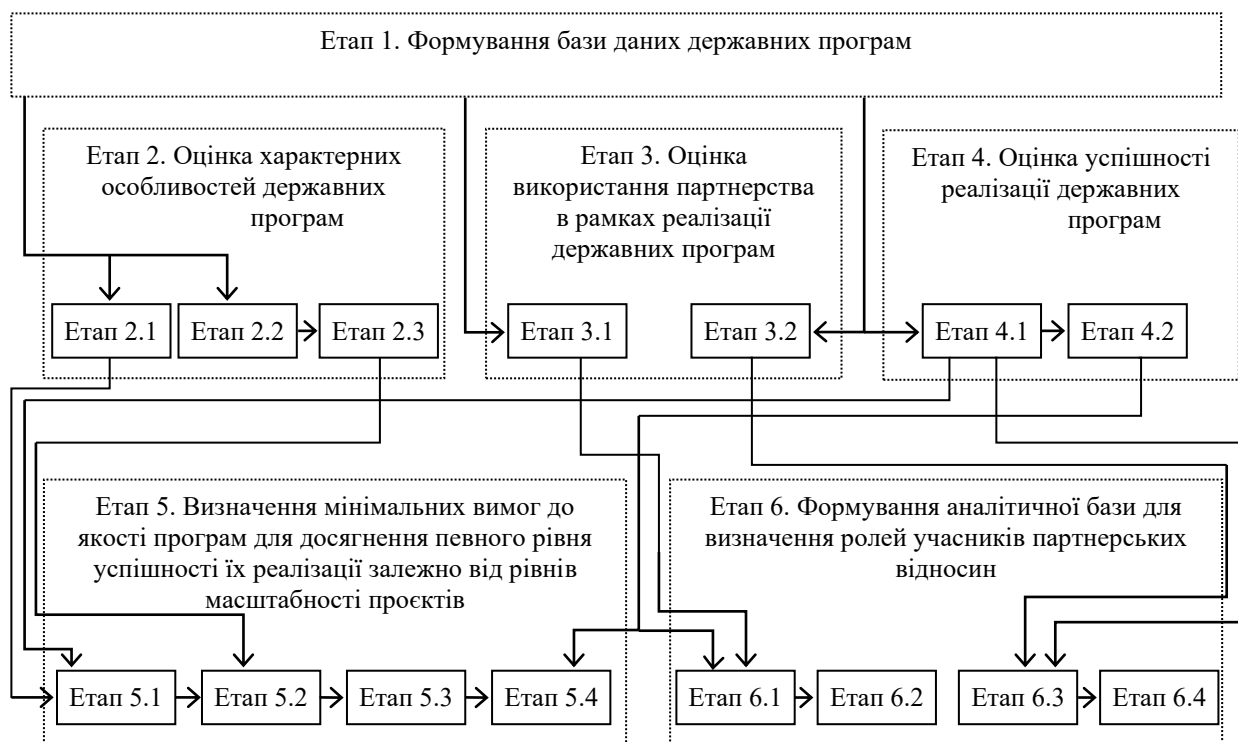 Етап 1. Формування бази даних державних програм
Етап 2. Оцінка характерних
особливостей державних
програм
Етап 3. Оцінка
використання партнерства
в рамках реалізації
державних програм
Етап 4. Оцінка успішності
реалізації державних
програм
Етап 2.1
Етап 2.2
Етап 2.3
Етап 3.1
Етап 3.2
Етап 4.1
Етап 4.2
Етап 5. Визначення мінімальних вимог до
якості програм для досягнення певного рівня
успішності їх реалізації залежно від рівнів
масштабності проєктів
Етап 6. Формування аналітичної бази для
визначення ролей учасників партнерських
відносин
Етап 5.1
Етап 5.2
Етап 5.3
Етап 5.4
Етап 6.1
Етап 6.2
Етап 6.3
Етап 6.4